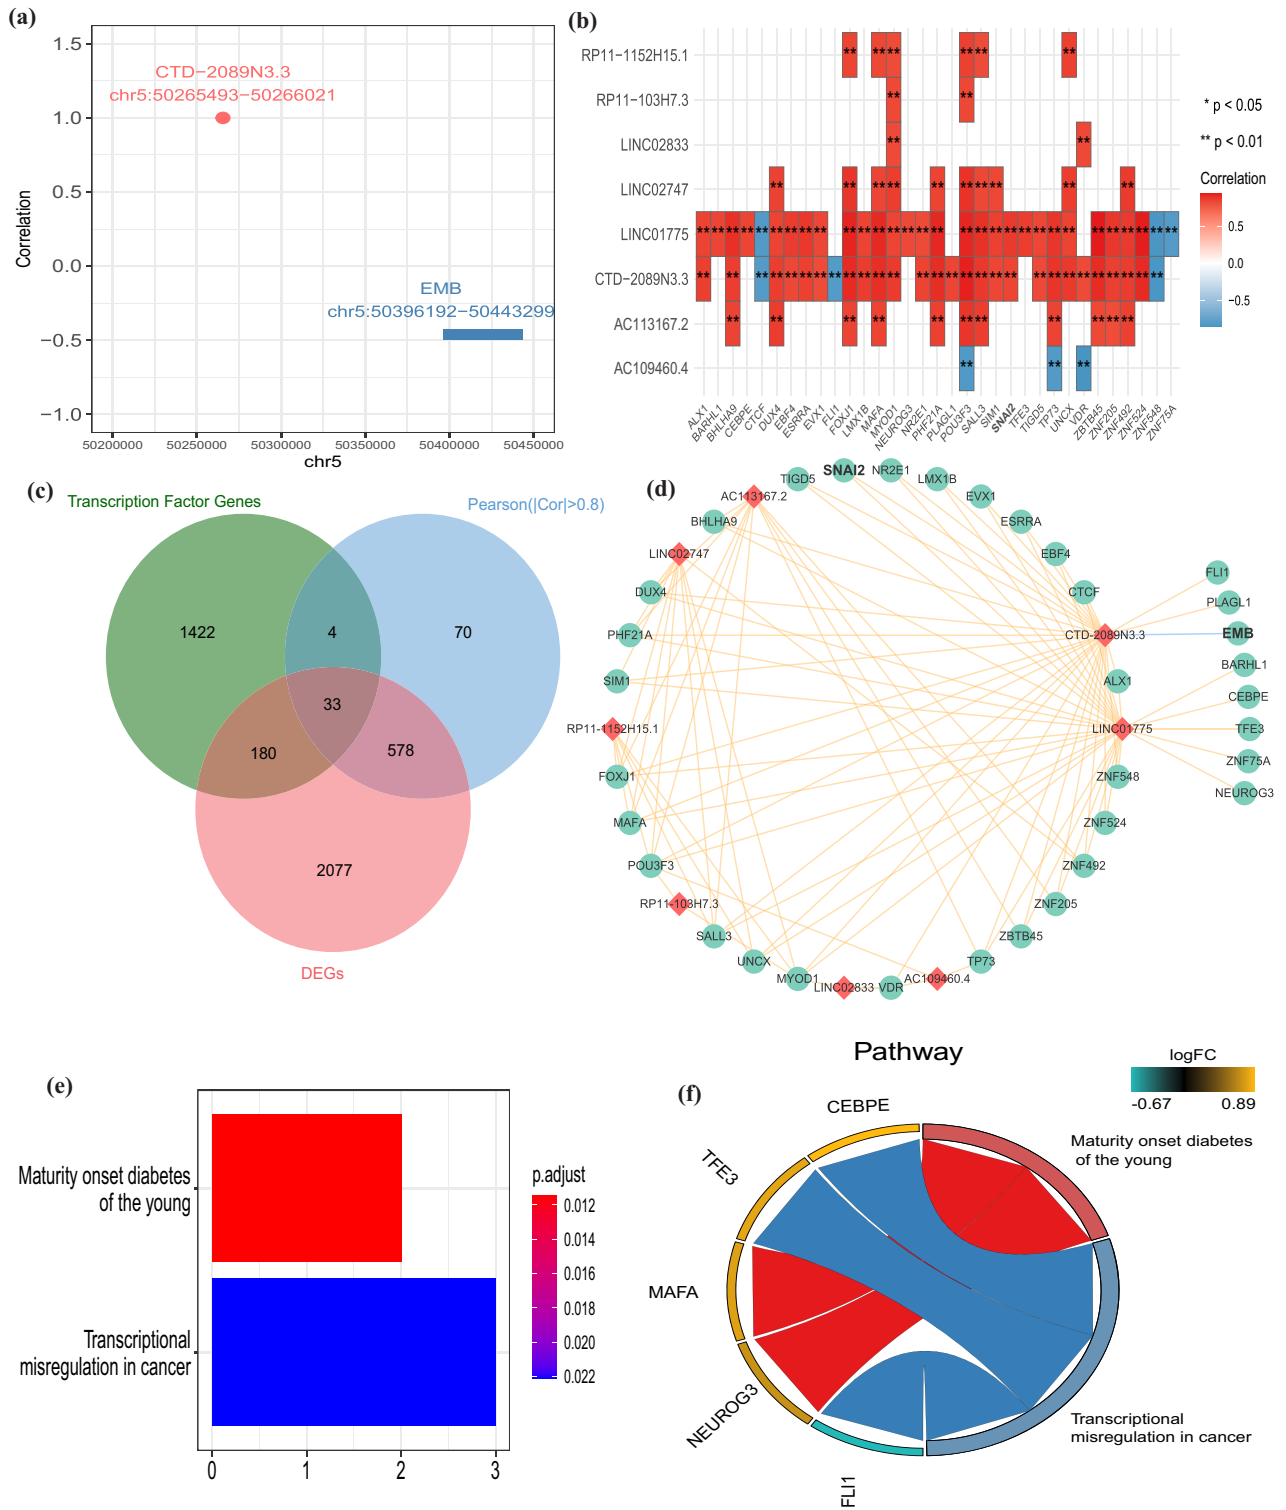 (a)
1.5
1.0
0.5
0.0
−0.5
−1.0
Correlation
CTD−2089N3.3
chr5:50265493−50266021
EMB
chr5:50396192−50443299
50200000 50250000 50300000 50350000 50400000 50450000
chr5
(b)
RP11−1152H15.1
RP11−103H7.3
LINC02833
LINC02747
LINC01775
CTD−2089N3.3
AC113167.2
AC109460.4
ALX1
BARHL1
BHLHA9
CEBPE
CTCF
DUX4
EBF4
ESRRA
EVX1
FLI1
FOXJ1
LMX1B
MAFA
MYOD1
NEUROG3
NR2E1
PHF21A
PLAGL1
POU3F3
SALL3
SIM1
SNAI2
TFE3
TIGD5
TP73
UNCX
VDR
ZBTB45
ZNF205
ZNF492
ZNF524
ZNF548
ZNF75A
* p < 0.05
** p < 0.01
Correlation
0.5
0.0
−0.5
(c)
Transcription Factor Genes
Pearson(|Cor|>0.8)
1422
4
70
33
180
578
2077
DEGs
(d)
SNAI2
NR2E1
TIGD5
LMX1B
AC113167.2
EVX1
BHLHA9
ESRRA
LINC02747
EBF4
DUX4
CTCF
FLI1
PLAGL1
PHF21A
CTD-2089N3.3
EMB
SIM1
ALX1
BARHL1
CEBPE
RP11-1152H15.1
LINC01775
TFE3
FOXJ1
ZNF548
ZNF75A
NEUROG3
MAFA
ZNF524
POU3F3
ZNF492
RP11-103H7.3
ZNF205
SALL3
ZBTB45
UNCX
TP73
MYOD1
LINC02833
VDR
AC109460.4
(e)
Maturity onset diabetes
of the young
Transcriptional
misregulation in cancer
0 1 2 3
p.adjust
0.012
0.014
0.016
0.018
0.020
0.022
Pathway
(f)
logFC
-0.67 0.89
CEBPE
TFE3
MAFA
NEUROG3
FLI1
Maturity onset diabetes
of the young
Transcriptional
misregulation in cancer